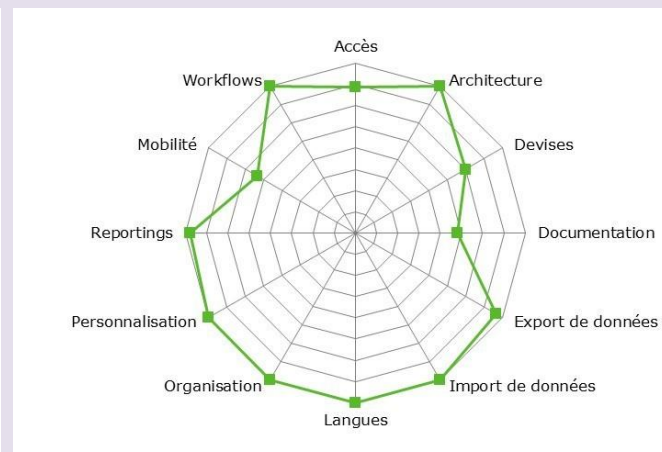 Accès
Workflows
Architecture
Mobilité
Devises
Reportings
Documentation
Personnalisation
Export de données
Organisation
Import de données
Langues